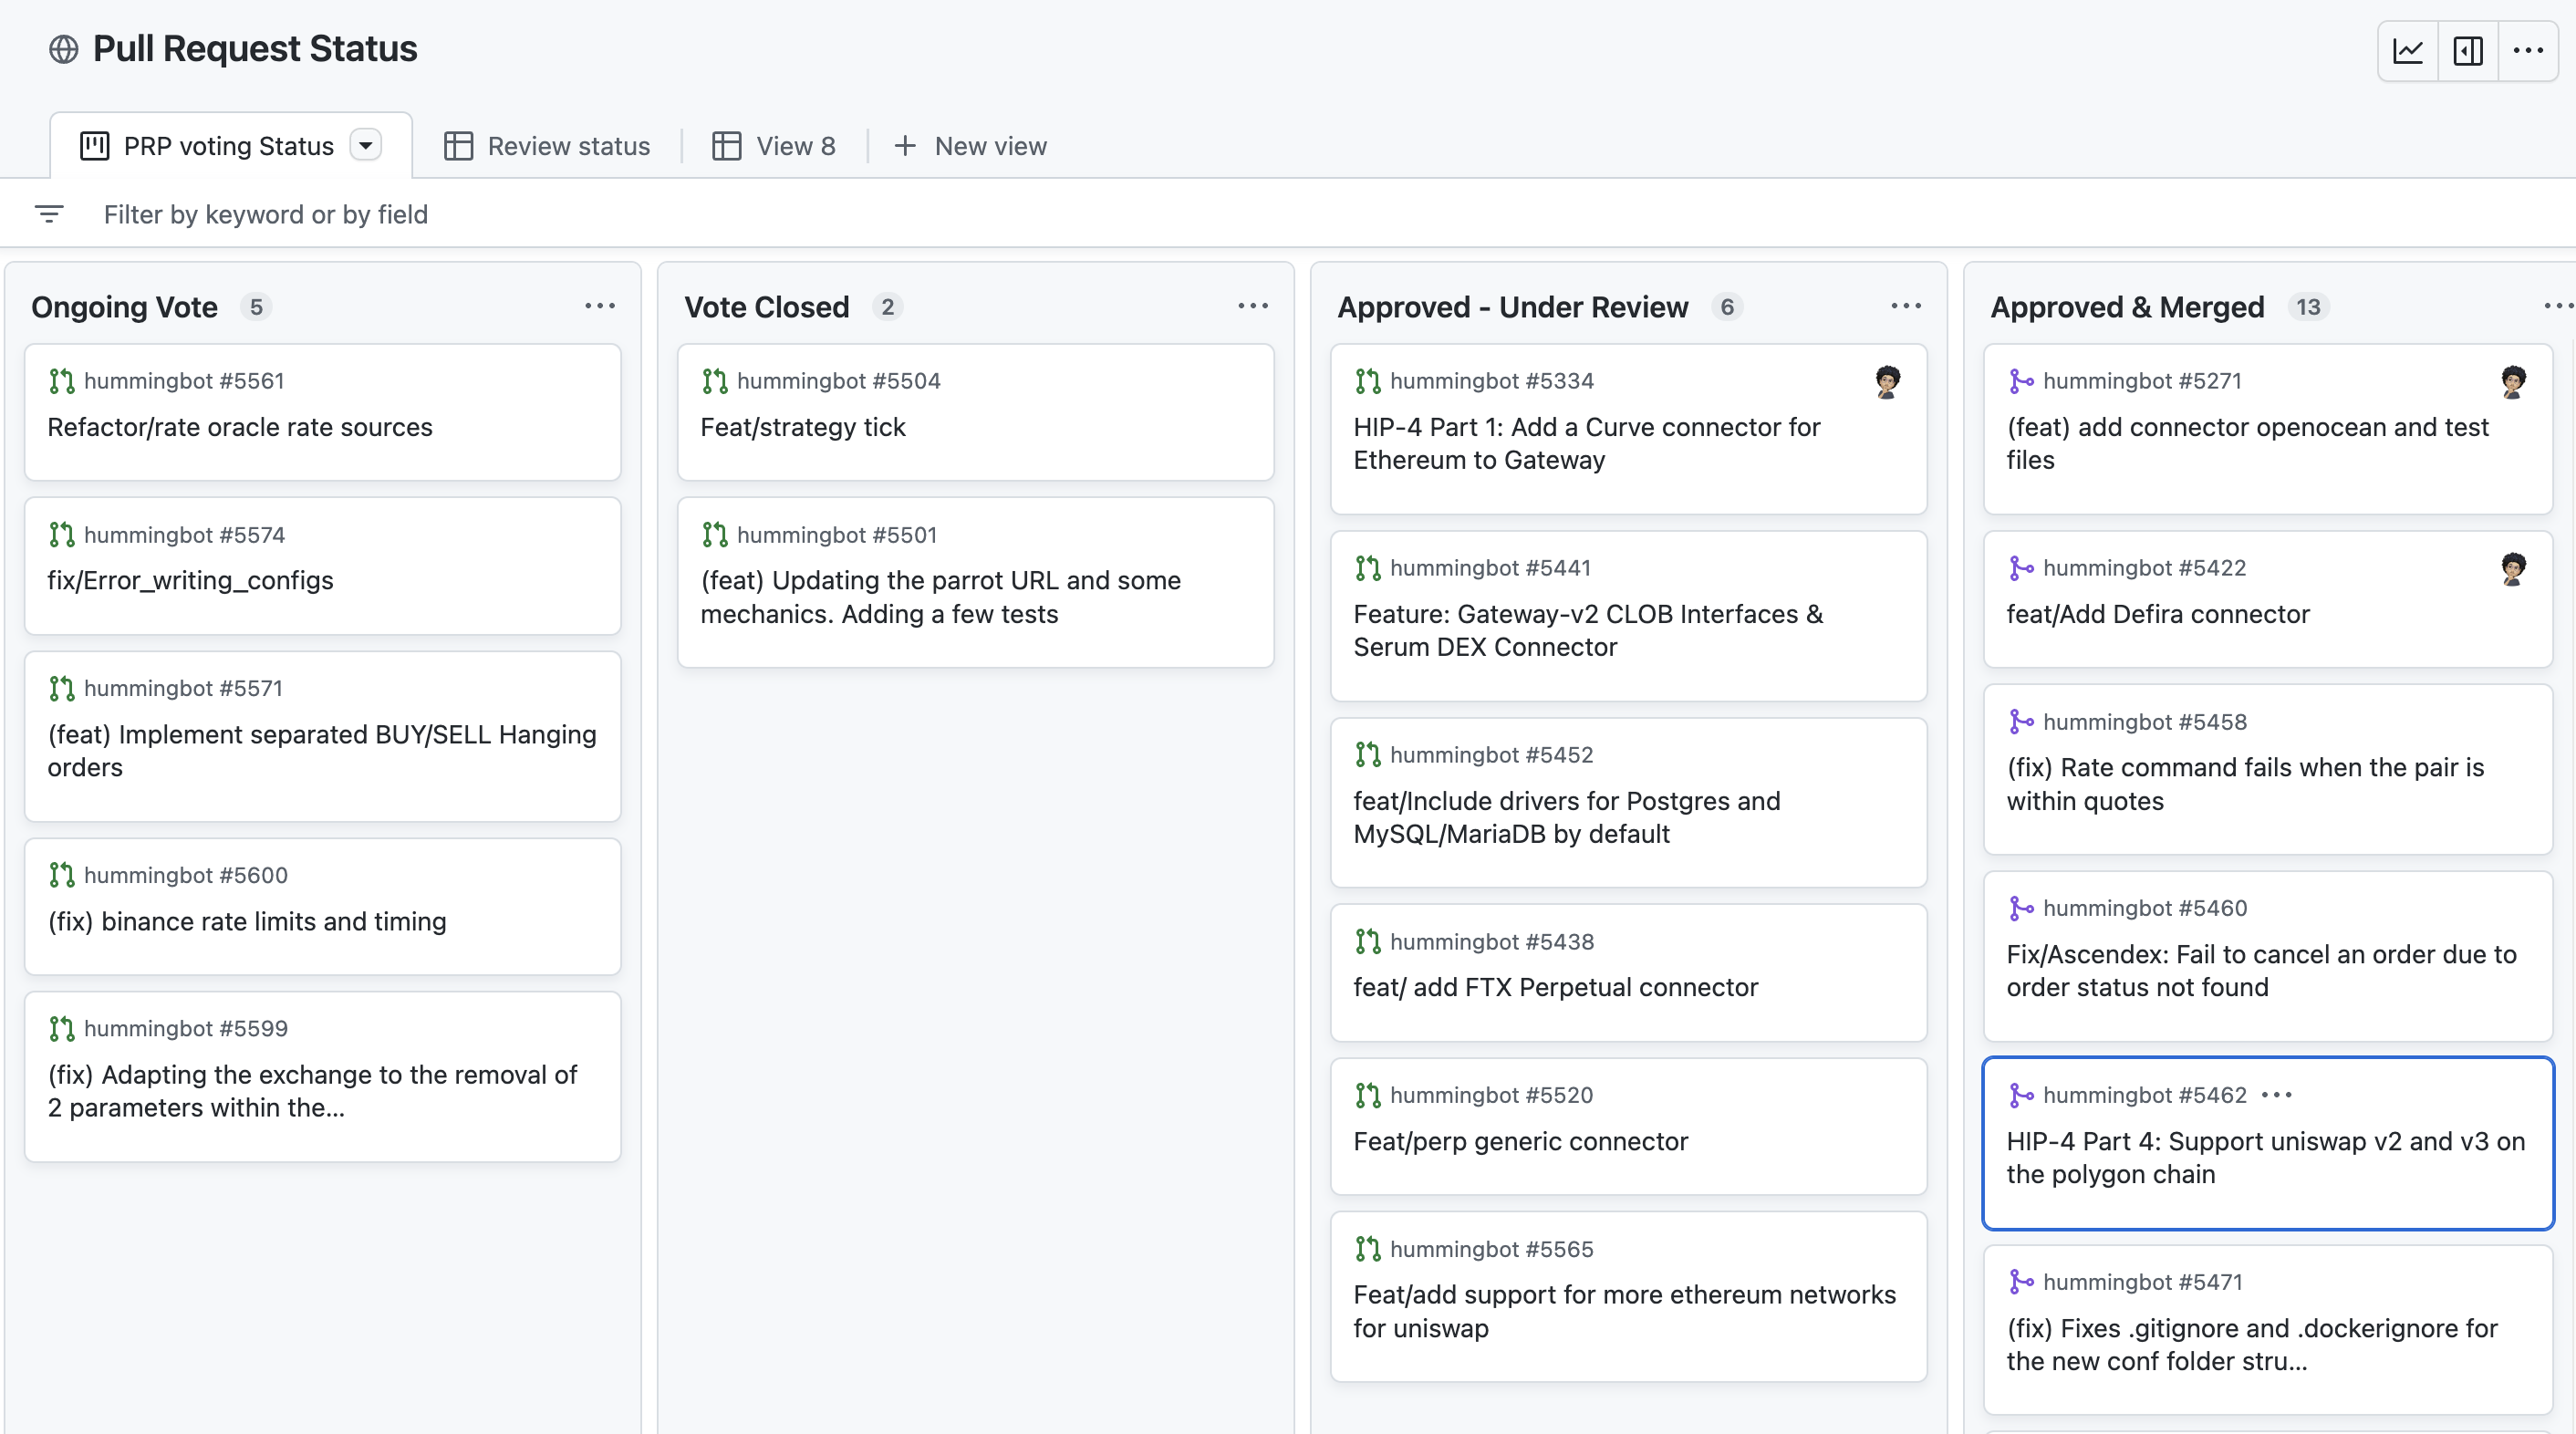 Pull Request Status
PRP voting Status
Review status
View 8
New view
Filter by keyword or by field
Ongoing Vote 5
hummingbot #5561
Refactor/rate oracle rate sources
hummingbot #5574
fix/Error_writing_configs
hummingbot #5571
(feat) Implement separated BUY/SELL Hanging
orders
hummingbot #5600
(fix) binance rate limits and timing
hummingbot #5599
(fix) Adapting the exchange to the removal of
2 parameters within the...
Vote Closed 2
hummingbot #5504
Feat/strategy tick
hummingbot #5501
(feat) Updating the parrot URL and some
mechanics. Adding a few tests
Approved - Under Review 6
hummingbot #5334
HIP-4 Part 1: Add a Curve connector for
Ethereum to Gateway
hummingbot #5441
Feature: Gateway-v2 CLOB Interfaces &
Serum DEX Connector
hummingbot #5452
feat/Include drivers for Postgres and
MySQL/MariaDB by default
hummingbot #5438
feat/ add FTX Perpetual connector
hummingbot #5520
Feat/perp generic connector
hummingbot #5565
Feat/add support for more ethereum networks
for uniswap
Approved & Merged 13
hummingbot #5271
(feat) add connector openocean and test
files
hummingbot #5422
feat/Add Defira connector
hummingbot #5458
(fix) Rate command fails when the pair is
within quotes
hummingbot #5460
Fix/Ascendex: Fail to cancel an order due to
order status not found
hummingbot #5462
HIP-4 Part 4: Support uniswap v2 and v3 on
the polygon chain
hummingbot #5471
(fix) Fixes .gitignore and .dockerignore for
the new conf folder stru...